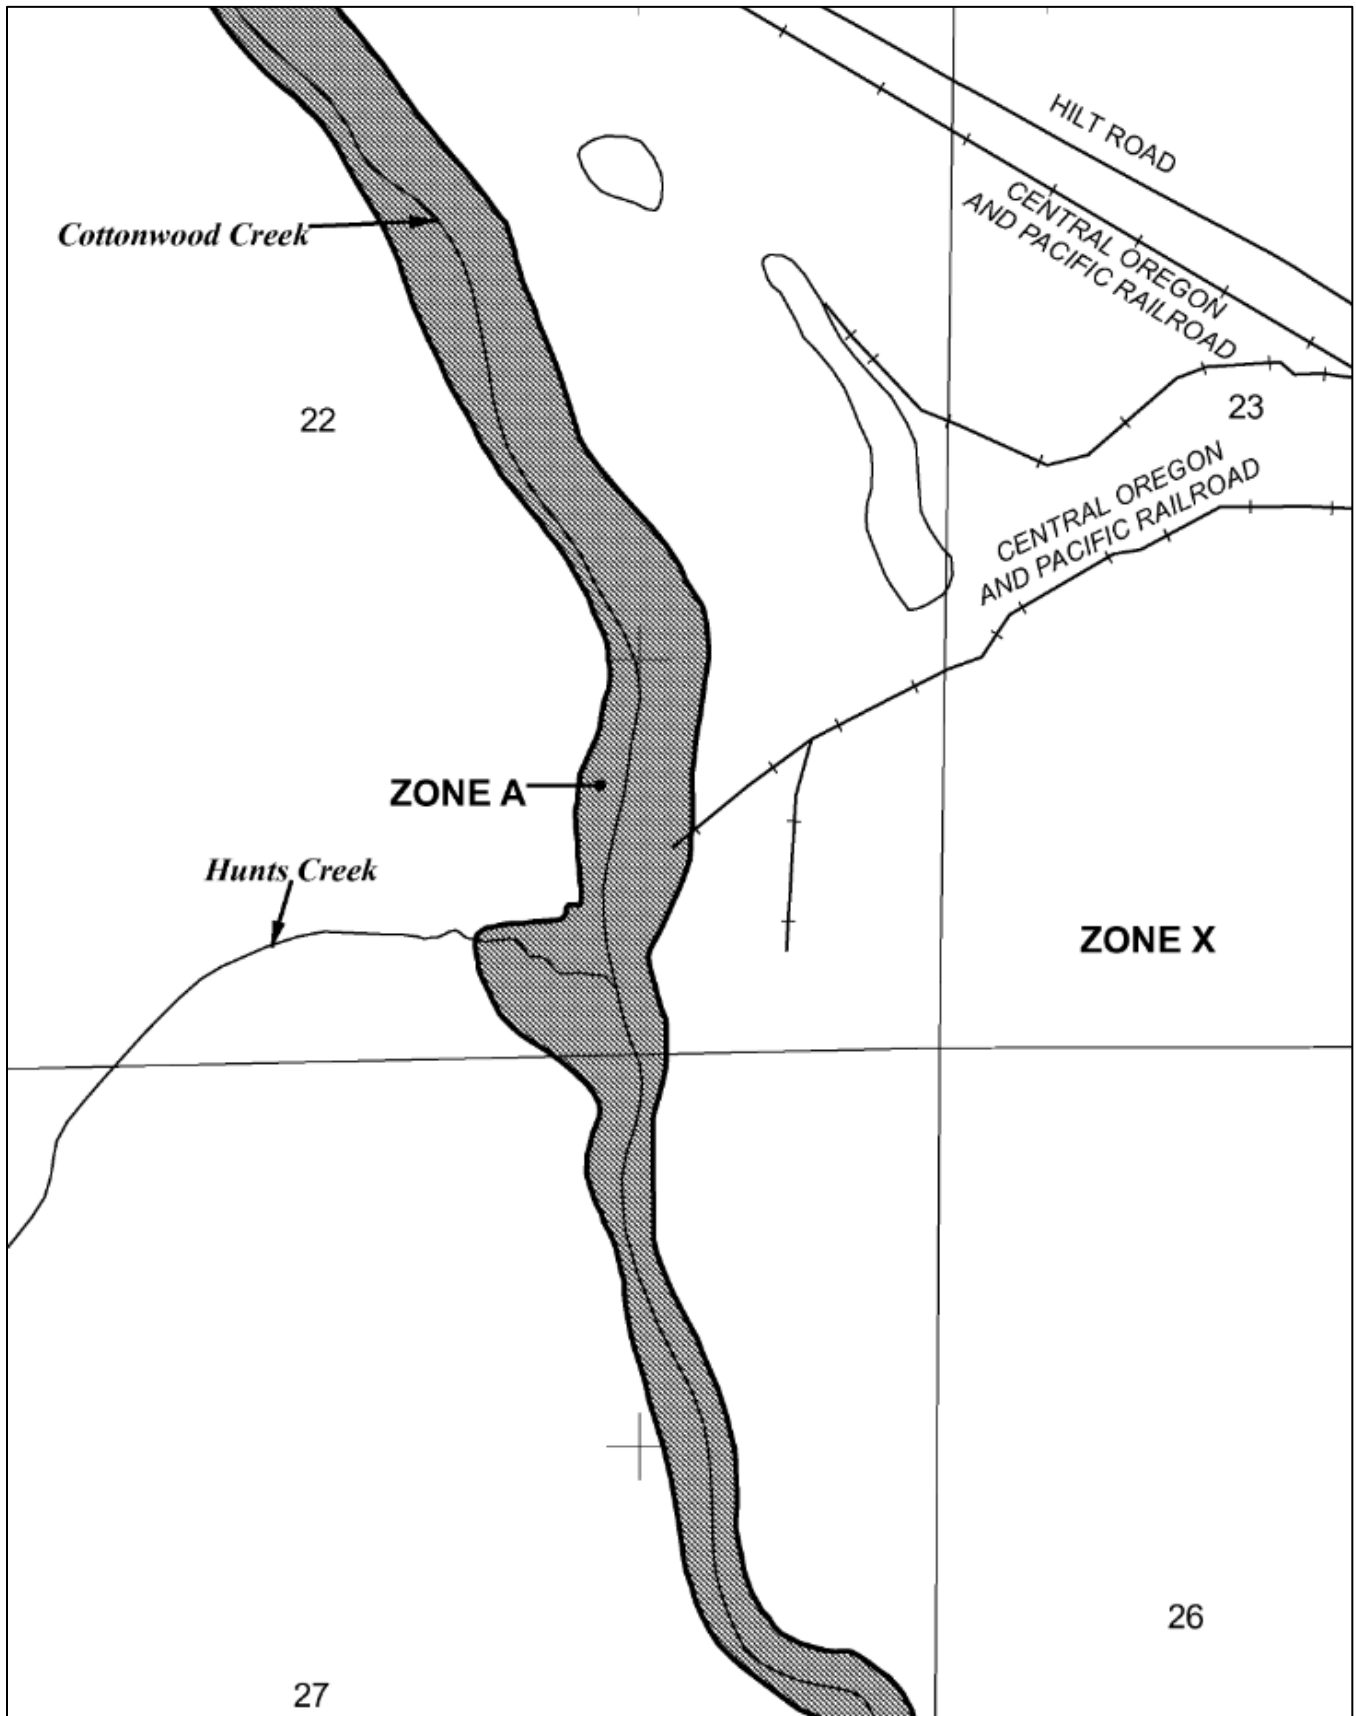 HILT ROAD
CENTRAL OREGON
AND PACIFIC RAILROAD
Cottonwood Creek
22
23
CENTRAL OREGON
AND PACIFIC RAILROAD
ZONE A
Hunts Creek
ZONE X
26
27